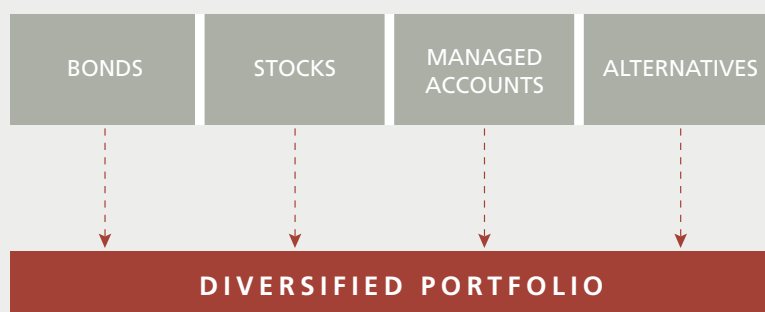 BONDS
STOCKS
MANAGED
ACCOUNTS
ALTERNATIVES
DIVERSIFIED PORTFOLIO